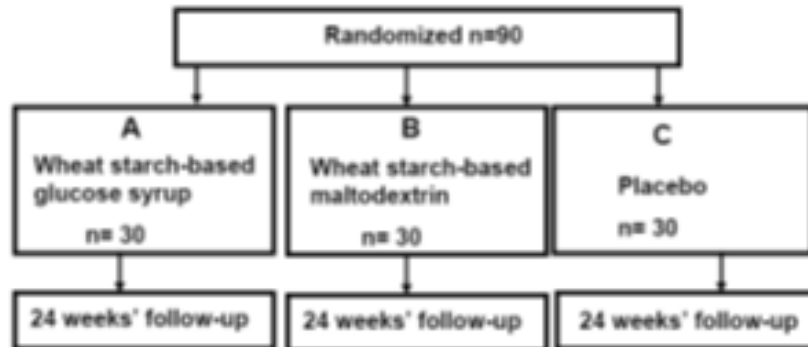 Randomized n=90
A
Wheat starch-based
glucose syrup
n= 30
B
Wheat starch-based
maltodextrin
n= 30
C
Placebo
n= 30
24 weeks' follow-up
24 weeks' follow-up
24 weeks' follow-up